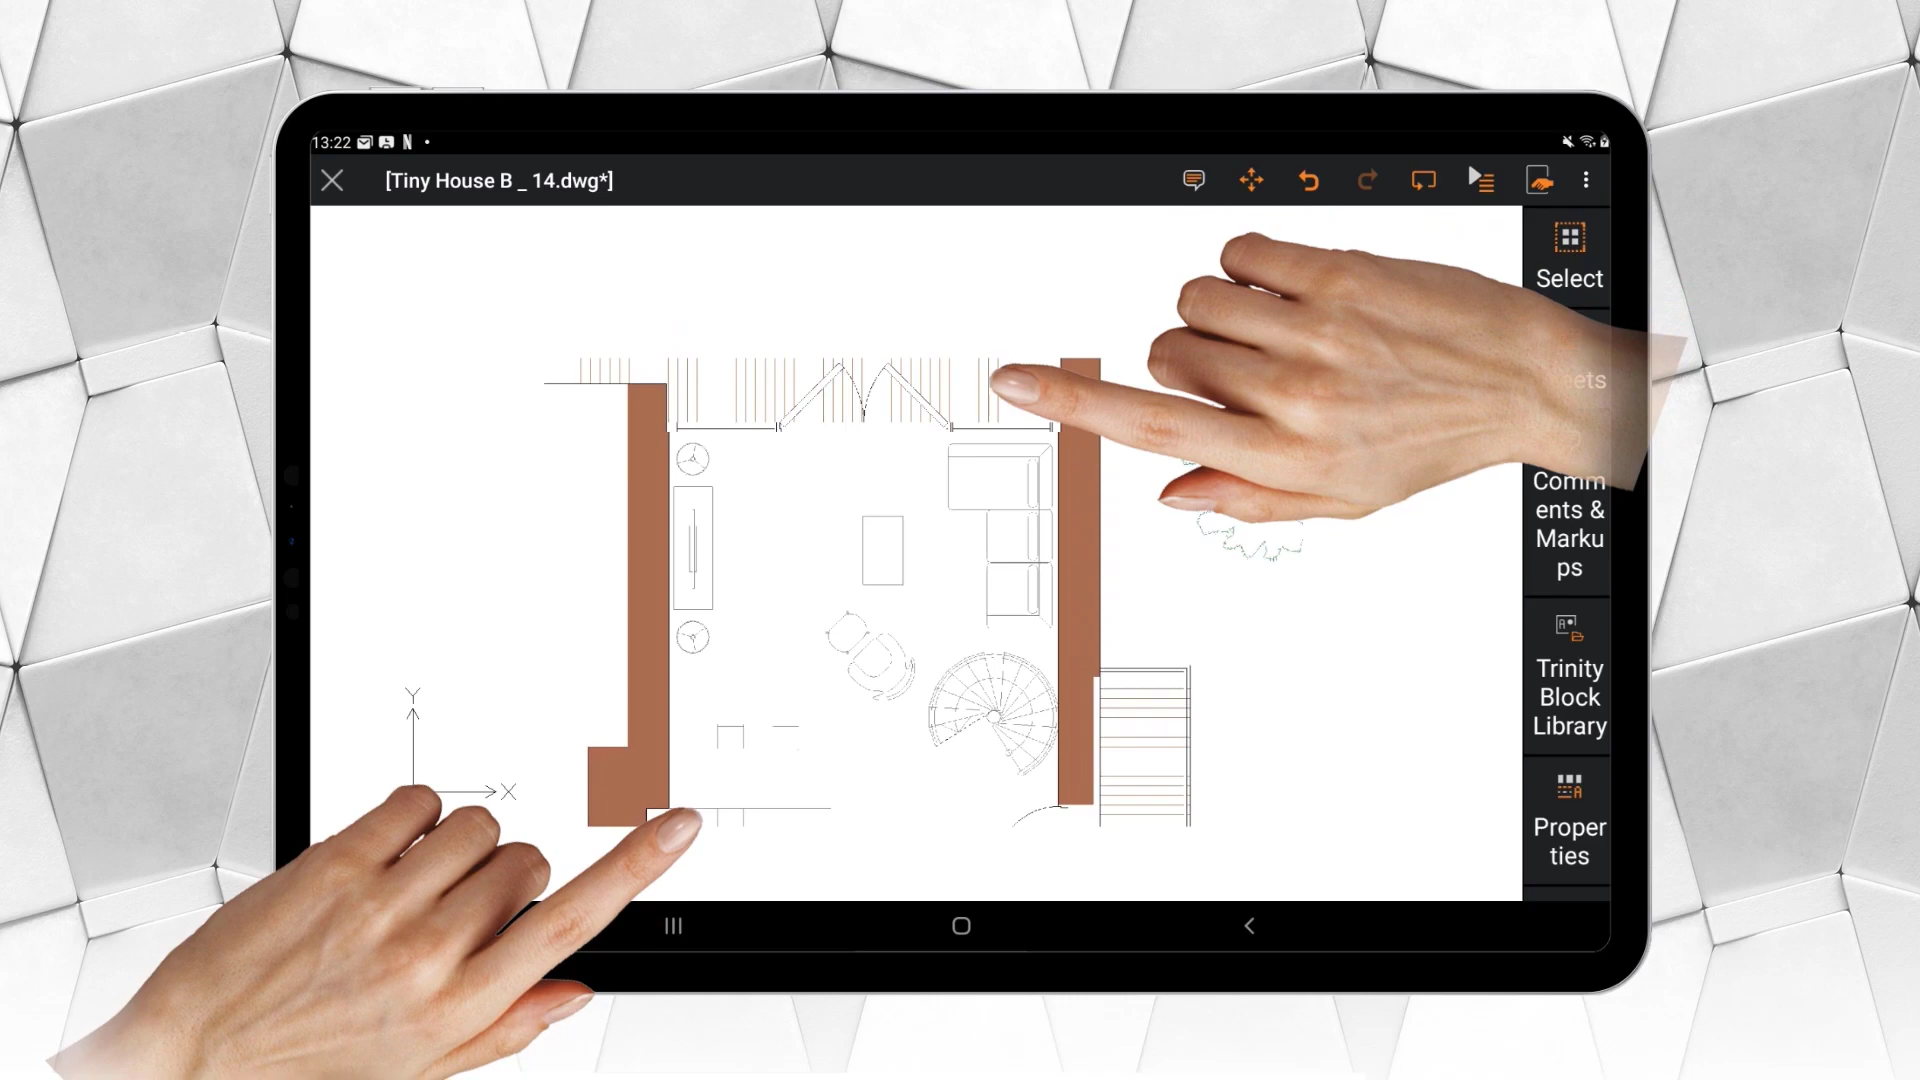 13:22
[Tiny House B _ 14.dwg*]
Select
Comm
ents &
Marku
ps
Trinity
Block
Library
Proper
ties
Y
X